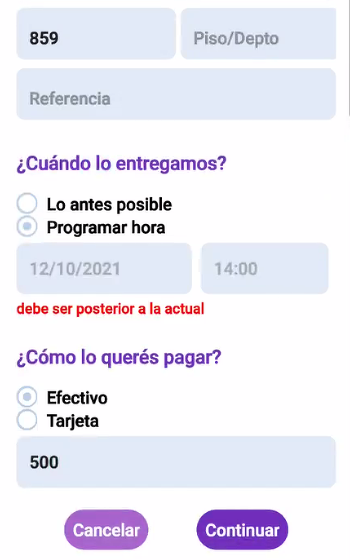 859
Piso/Depto
Referencia
¿Cuándo lo entregamos?
Lo antes posible
Programar hora
12/10/2021
14:00
debe ser posterior a la actual
¿Cómo lo querés pagar?
Efectivo
Tarjeta
500
Cancelar
Continuar